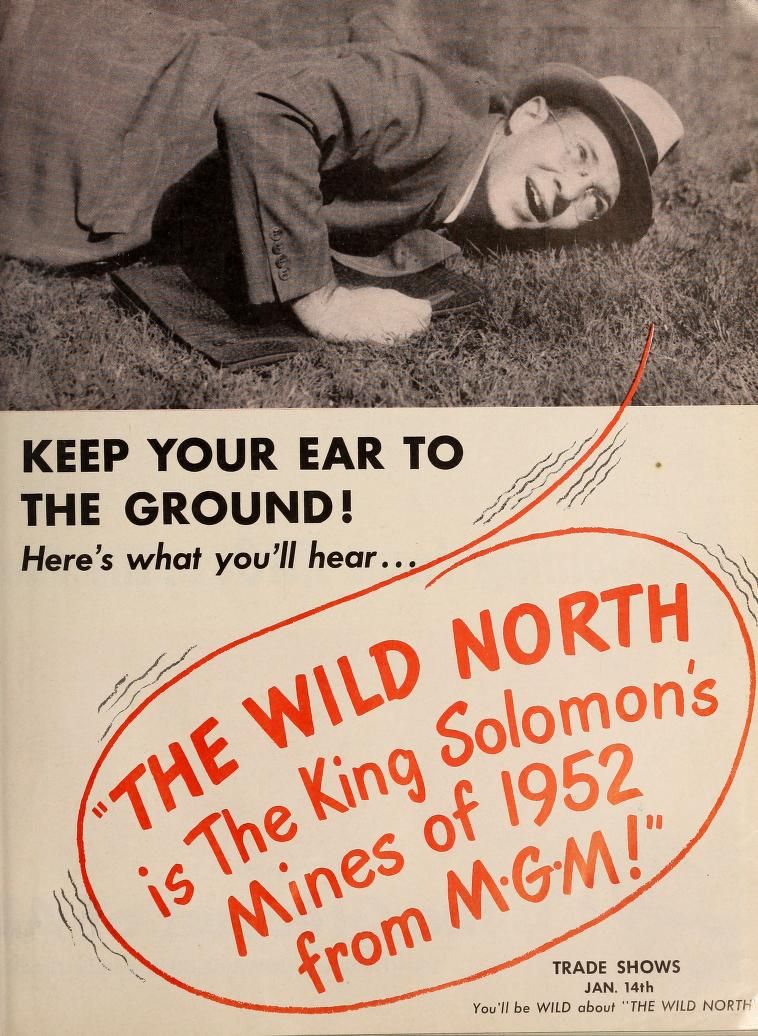 KEEP YOUR EAR TO
THE GROUND!
Here's what you'll hear...
"THE WILD NORTH
is The King Solomon's
Mines of 1952
from M·G·M!"
TRADE SHOWS
JAN. 14th
You'll be WILD about "THE WILD NORTH